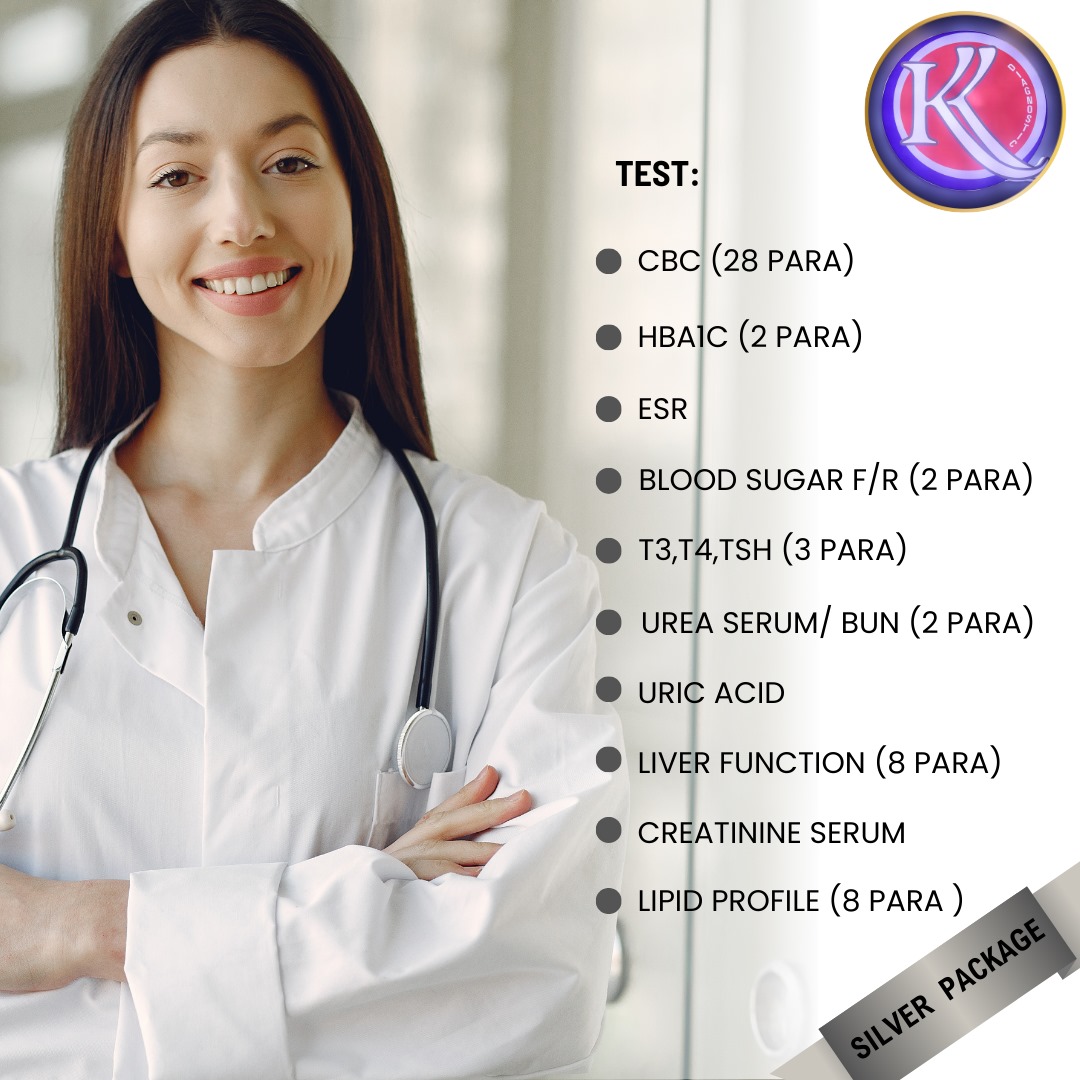 K
DIAGNOSTIC
TEST:
CBC (28 PARA)
HBA1C (2 PARA)
ESR
BLOOD SUGAR F/R (2 PARA)
T3,T4,TSH (3 PARA)
UREA SERUM/ BUN (2 PARA)
URIC ACID
LIVER FUNCTION (8 PARA)
CREATININE SERUM
LIPID PROFILE (8 PARA )
SILVER PACKAGE